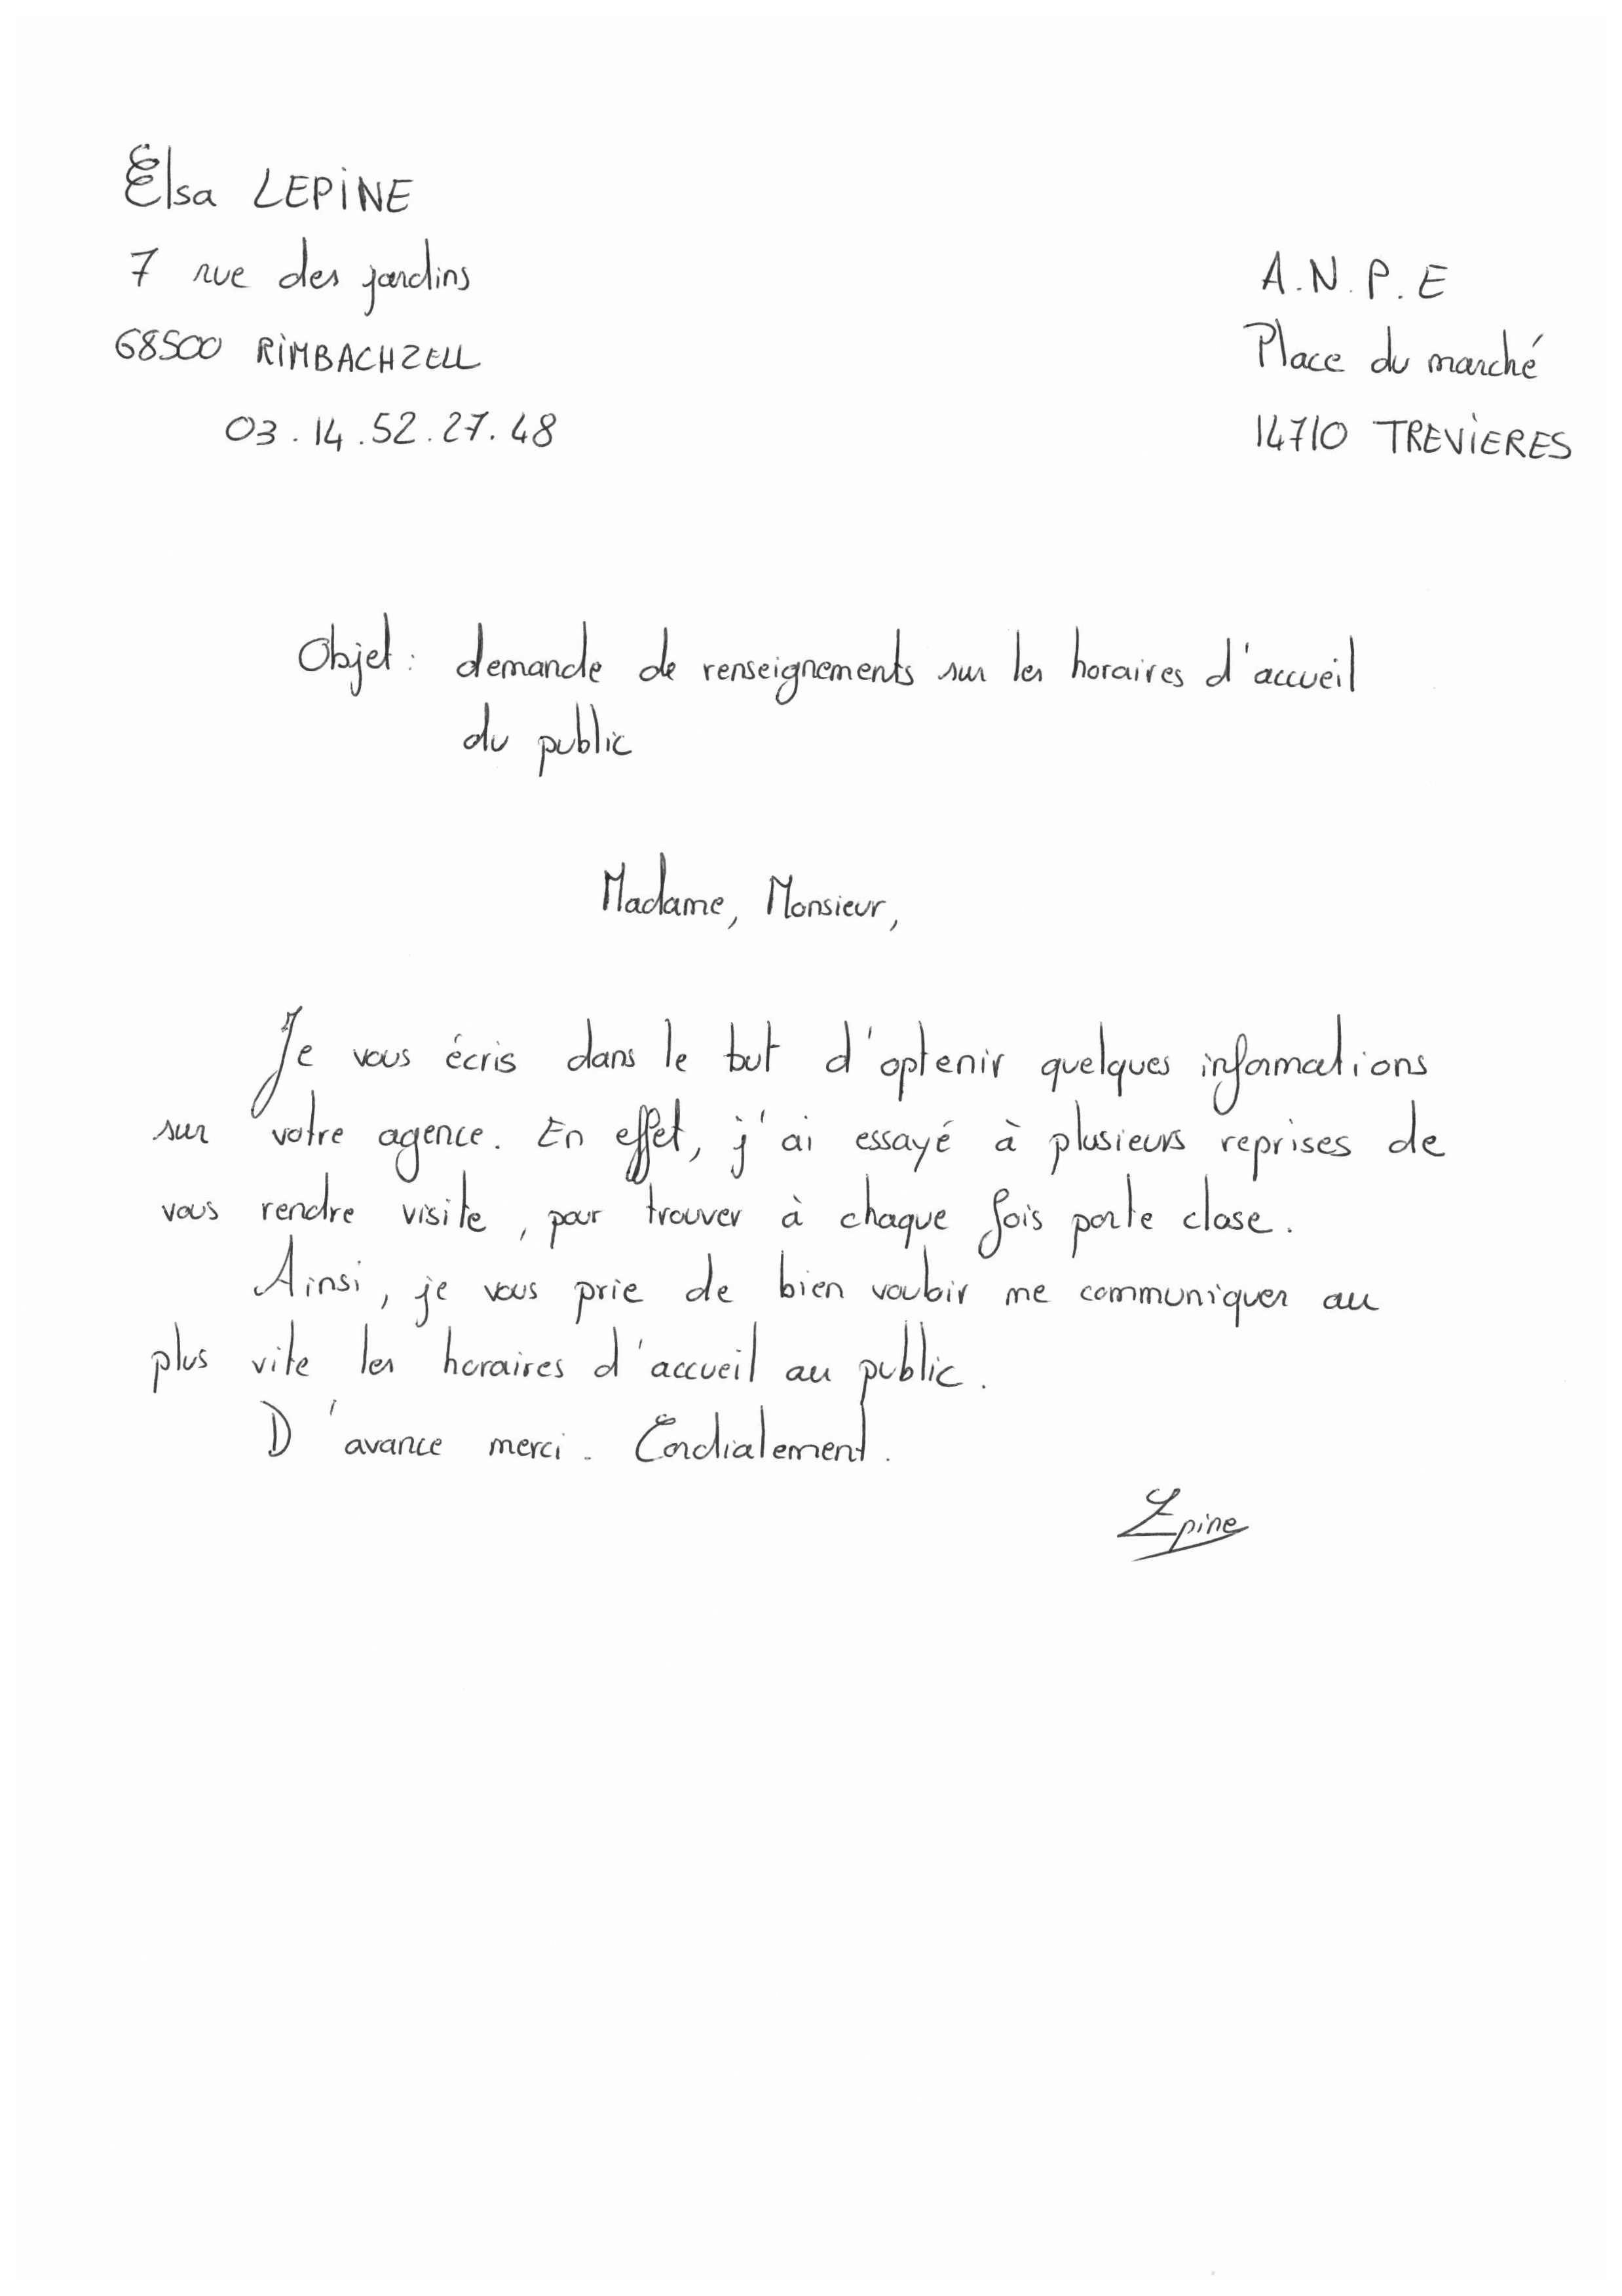 Elsa LEPINE
7 rue des jardins
68500 RIMBACHZELL
03.14.52.27.48
A.N.P.E
Place du marché
14710 TREVIERES
Objet : demande de renseignements sur les horaires d'accueil
du public
Madame, Monsieur,
Je vous écris dans le but d'optenir quelques informations
sur votre agence. En effet, j'ai essayé à plusieurs reprises de
vous rendre visite, pour trouver à chaque fois porte close.
Ainsi, je vous prie de bien vouloir me communiquer au
plus vite les horaires d'accueil au public.
D'avance merci. Cordialement.
Lepine